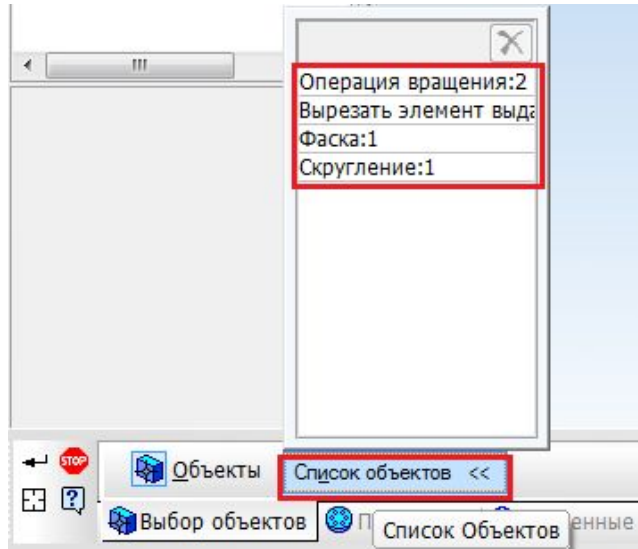 Операция вращения:2
Вырезать элемент выда
Фаска:1
Скругление:1
STOP Объекты Список объектов <<
Выбор объектов Список Объектов енные